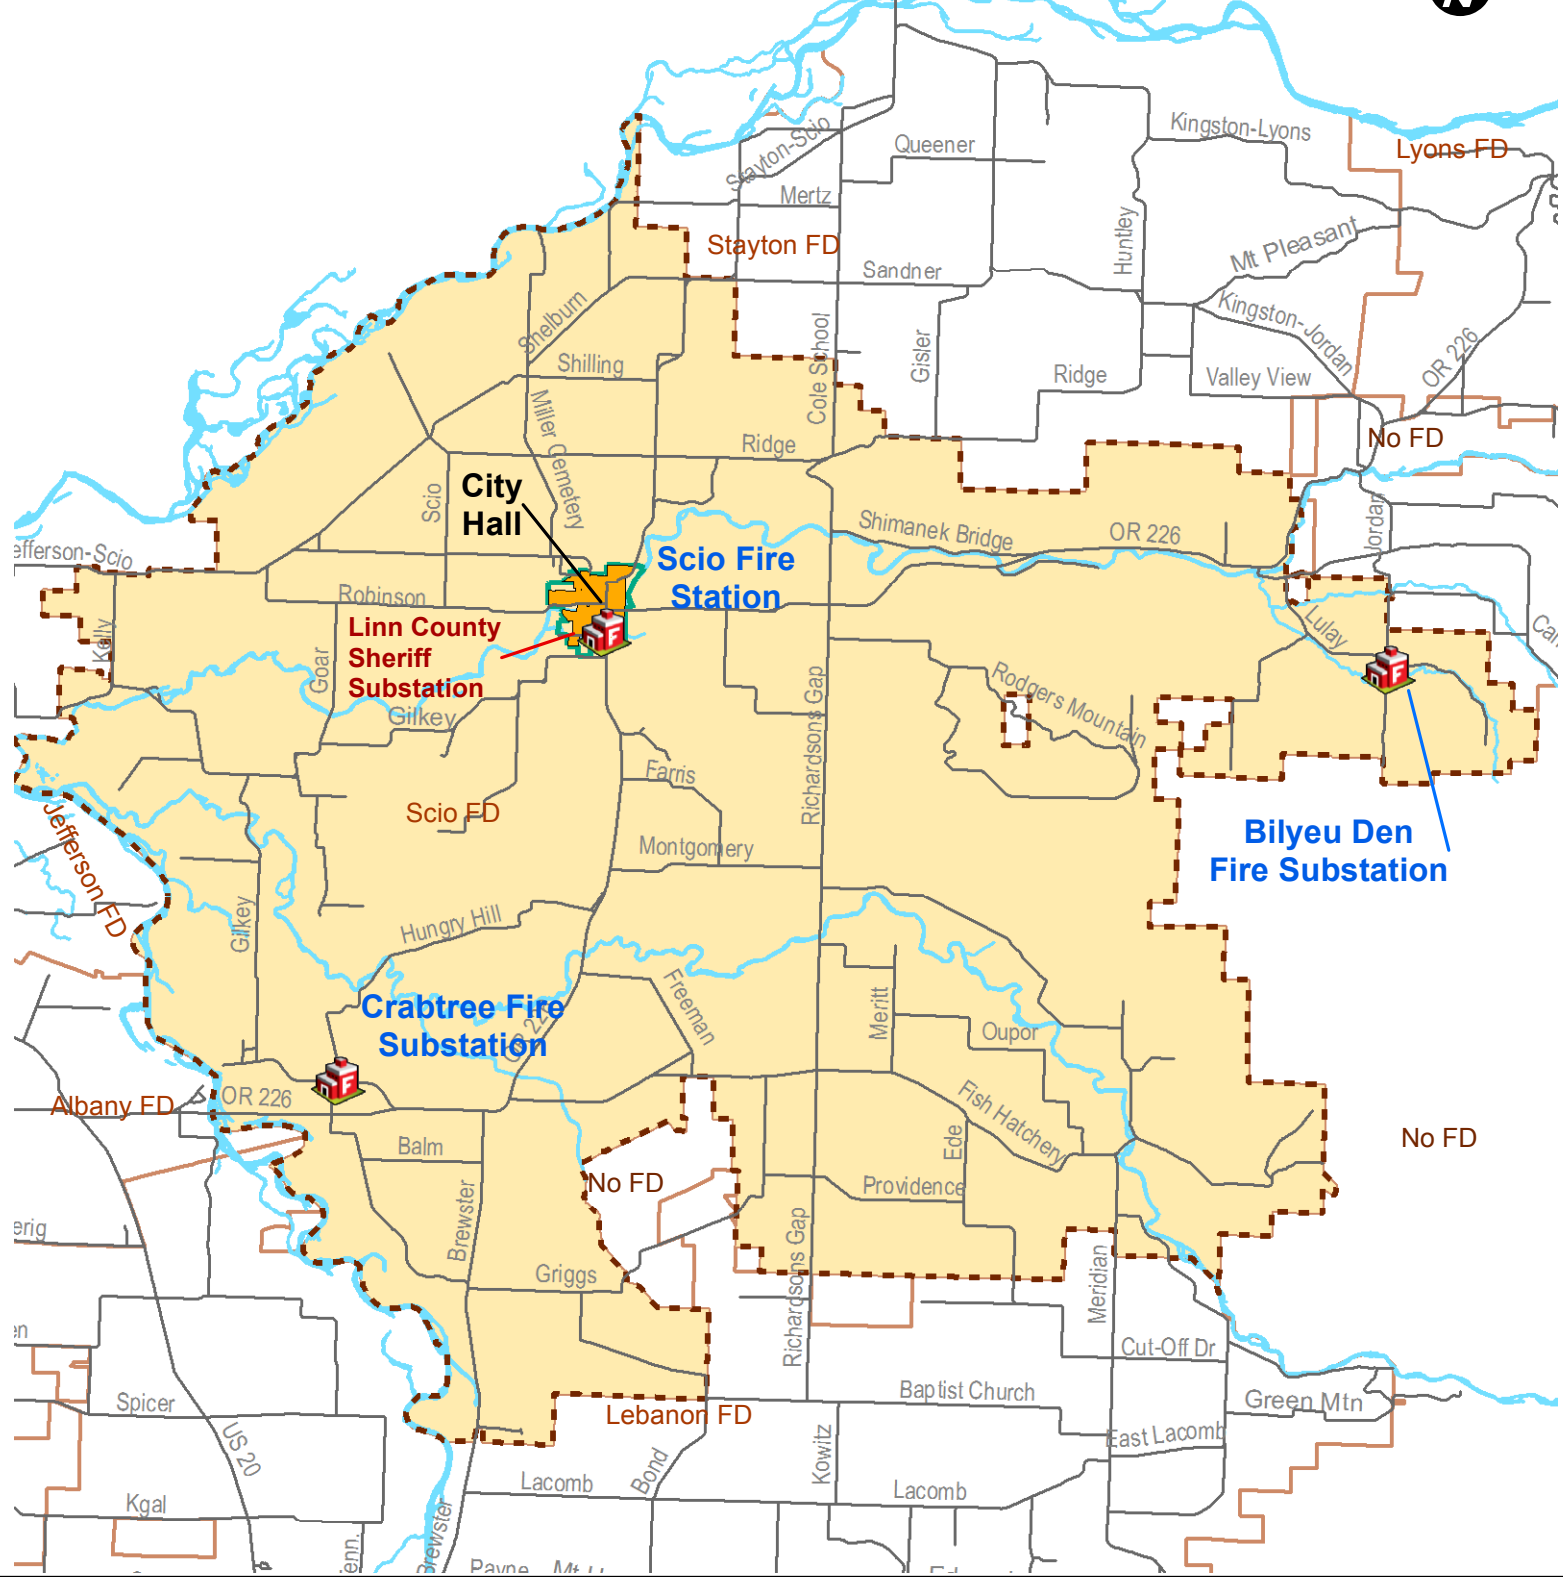 N
Kingston-Lyons
Lyons FD
Stayton-Scio
Queener
Mertz
Huntley
Mt Pleasant
Stayton FD
Sandner
Shelburn
Kingston-Jordan
Cole School
Gisler
OR 226
Shilling
Ridge
Valley View
Miller Cemetery
Ridge
No FD
City
Hall
Scio
Shimanek Bridge
OR 226
Jordan
efferson-Scio
Scio Fire
Station
Robinson
Linn County
Sheriff
Substation
Kelly
Goar
Lulay
Gilkey
Richardsons Gap
Rodgers Mountain
Farris
Scio FD
Jefferson FD
Montgomery
Bilyeu Den
Fire Substation
Gilkey
Hungry Hill
Freeman
Meritt
Crabtree Fire
Substation
Oupor
OR 226
Albany FD
Fish Hatchery
Ede
No FD
Balm
No FD
Providence
Brewster
erig
Richardsons Gap
Griggs
Meridian
en
Cut-Off Dr
Spicer
Baptist Church
Green Mtn
Lebanon FD
US 20
East Lacomb
Kowitz
Bond
Lacomb
Lacomb
Kgal
Brewster
enn.
Payne